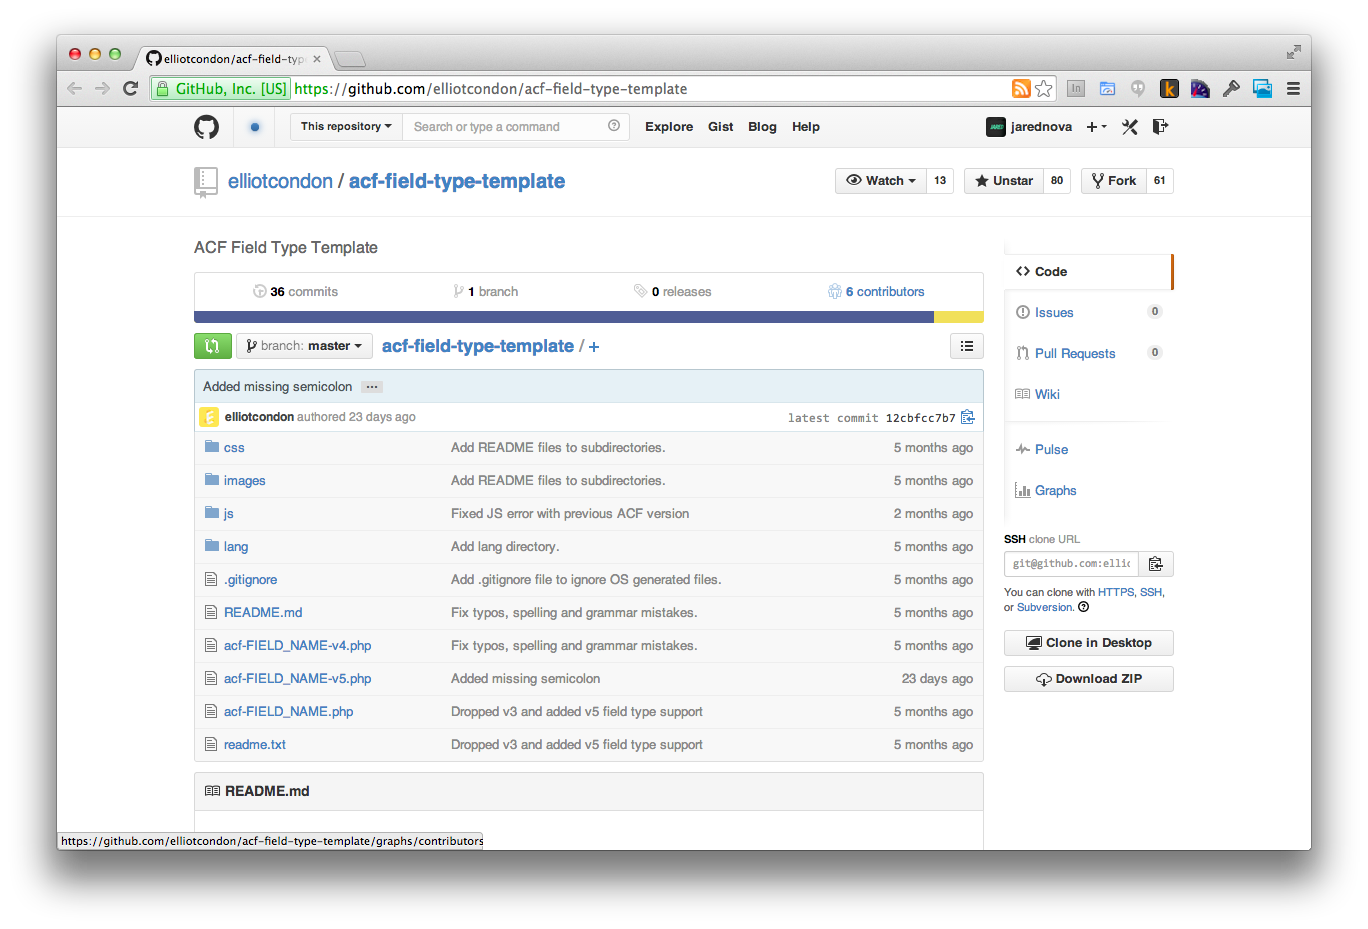 elliotcondon/acf-field-typ
GitHub, Inc. [US] https://github.com/elliotcondon/acf-field-type-template
This repository Search or type a command Explore Gist Blog Help jarednova
elliotcondon / acf-field-type-template
Watch 13 Unstar 80 Fork 61
ACF Field Type Template
36 commits 1 branch 0 releases 6 contributors
branch: master acf-field-type-template / +
Added missing semicolon ...
elliotcondon authored 23 days ago latest commit 12cbfcc7b7
css Add README files to subdirectories. 5 months ago
images Add README files to subdirectories. 5 months ago
js Fixed JS error with previous ACF version 2 months ago
lang Add lang directory. 5 months ago
.gitignore Add .gitignore file to ignore OS generated files. 5 months ago
README.md Fix typos, spelling and grammar mistakes. 5 months ago
acf-FIELD_NAME-v4.php Fix typos, spelling and grammar mistakes. 5 months ago
acf-FIELD_NAME-v5.php Added missing semicolon 23 days ago
acf-FIELD_NAME.php Dropped v3 and added v5 field type support 5 months ago
readme.txt Dropped v3 and added v5 field type support 5 months ago
README.md
Code
Issues 0
Pull Requests 0
Wiki
Pulse
Graphs
SSH clone URL
git@github.com:ellic
You can clone with HTTPS, SSH,
or Subversion.
Clone in Desktop
Download ZIP
https://github.com/elliotcondon/acf-field-type-template/graphs/contributors